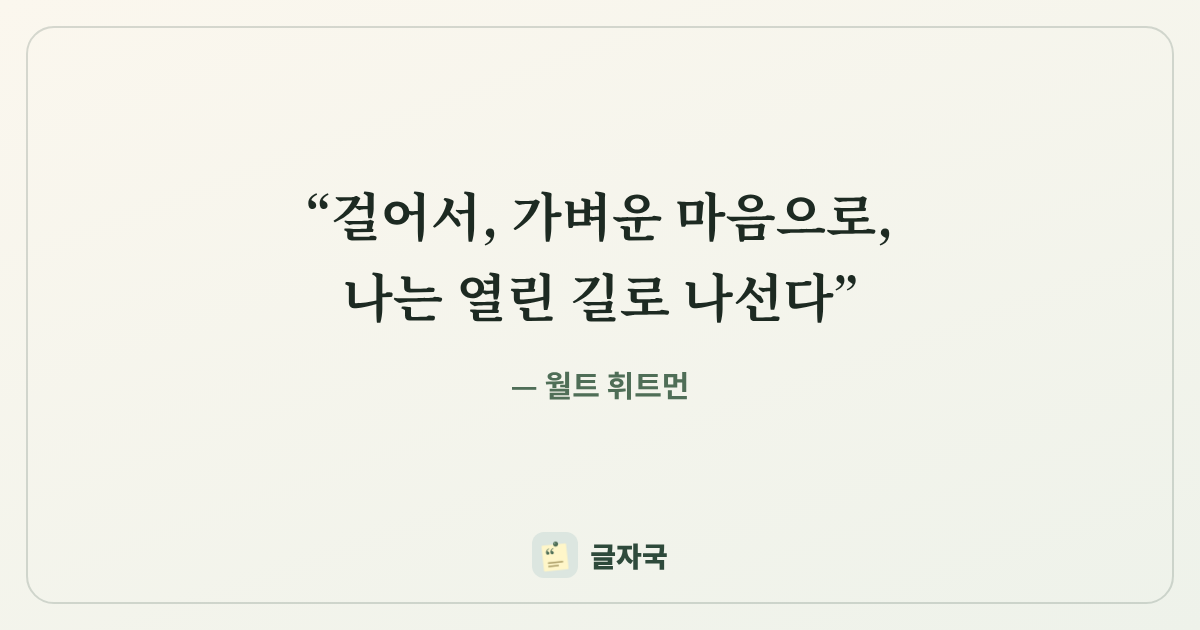 “걸어서, 가벼운 마음으로,
나는 열린 길로 나선다”
— 월트 휘트먼
글자국